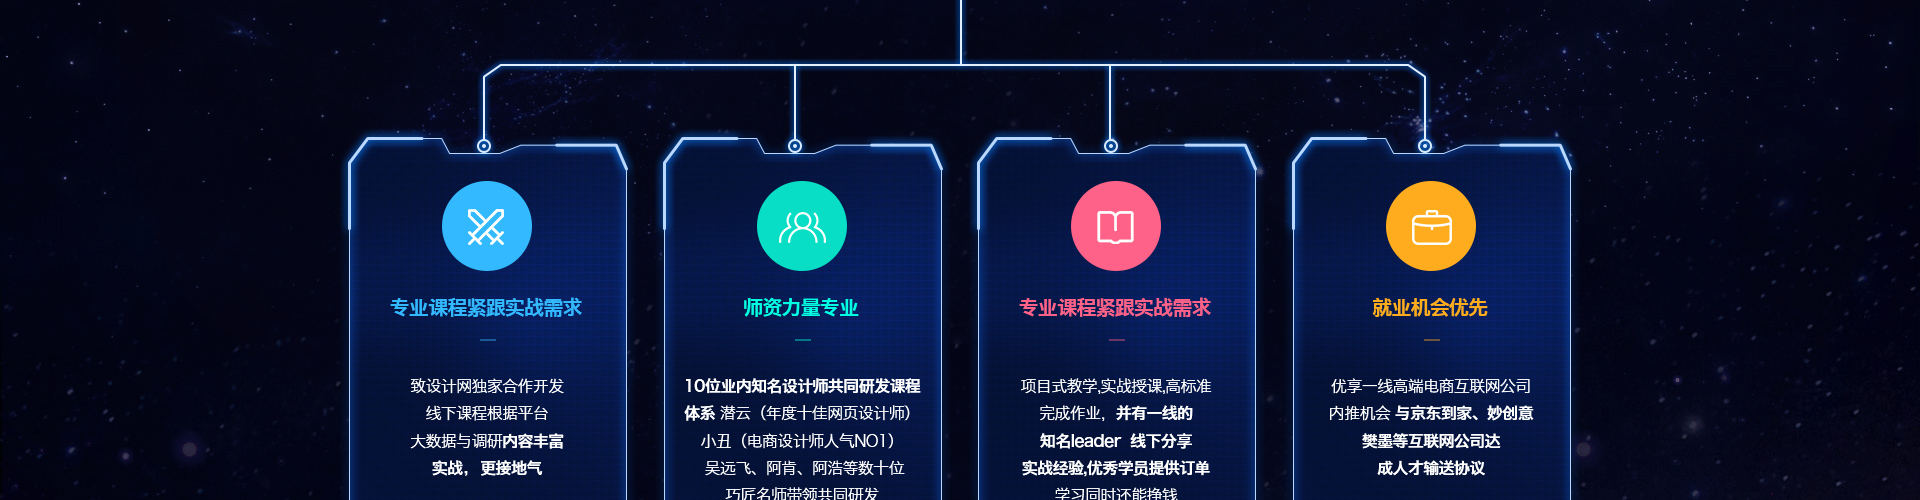 专业课程紧跟实战需求
致设计网独家合作开发
线下课程根据平台
大数据与调研内容丰富
实战，更接地气
师资力量专业
10位业内知名设计师共同研发课程
体系 潜云（年度十佳网页设计师）
小丑（电商设计师人气NO1）
吴远飞、阿肯、阿浩等数十位
巧匠名师带领共同研发
专业课程紧跟实战需求
项目式教学,实战授课,高标准
完成作业，并有一线的
知名leader 线下分享
实战经验,优秀学员提供订单
学习同时还能挣钱
就业机会优先
优享一线高端电商互联网公司
内推机会 与京东到家、妙创意
樊墨等互联网公司达
成人才输送协议